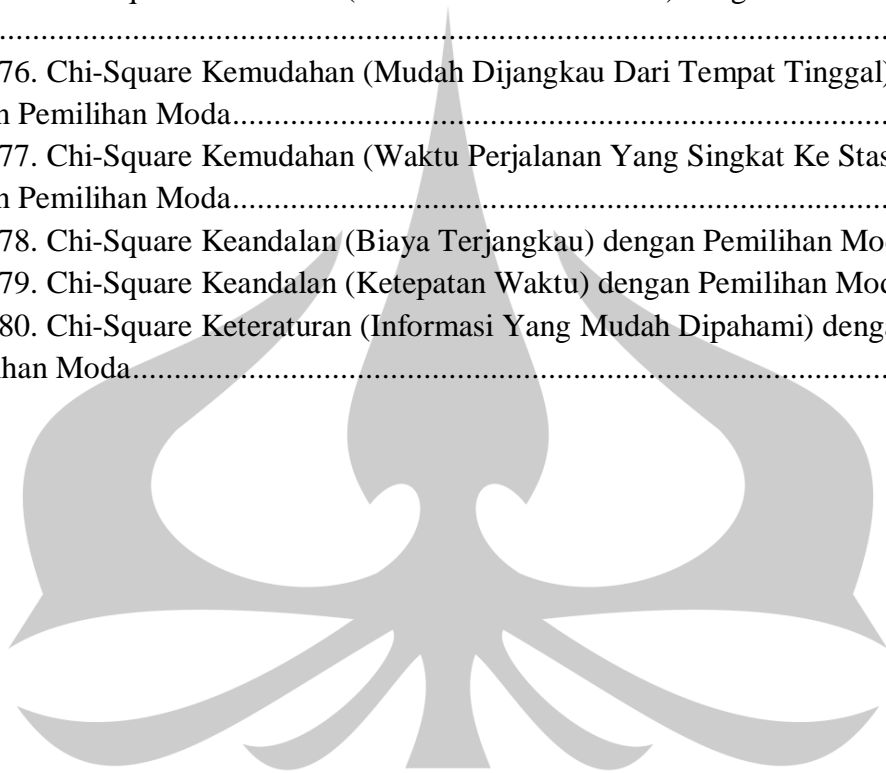 ....................................................................................................................
76. Chi-Square Kemudahan (Mudah Dijangkau Dari Tempat Tinggal)
n Pemilihan Moda....................................................................................
77. Chi-Square Kemudahan (Waktu Perjalanan Yang Singkat Ke Stas
n Pemilihan Moda....................................................................................
78. Chi-Square Keandalan (Biaya Terjangkau) dengan Pemilihan Mo
79. Chi-Square Keandalan (Ketepatan Waktu) dengan Pemilihan Mod
80. Chi-Square Keteraturan (Informasi Yang Mudah Dipahami) denga
ihan Moda................................................................................................